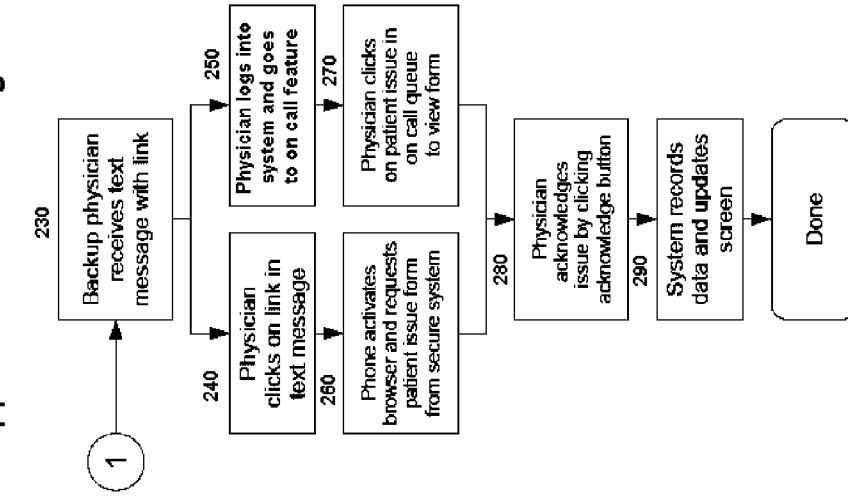 1
230
Backup physician
receives text
message with link
240
Physician
clicks on link in
text message
250
Physician logs into
system and goes
to on call feature
260
Phone activates
browser and requests
patient issue form
from secure system
270
Physician clicks
on patient issue in
on call queue
to view form
280
Physician
acknowledges
issue by clicking
acknowledge button
290
System records
data and updates
screen
Done